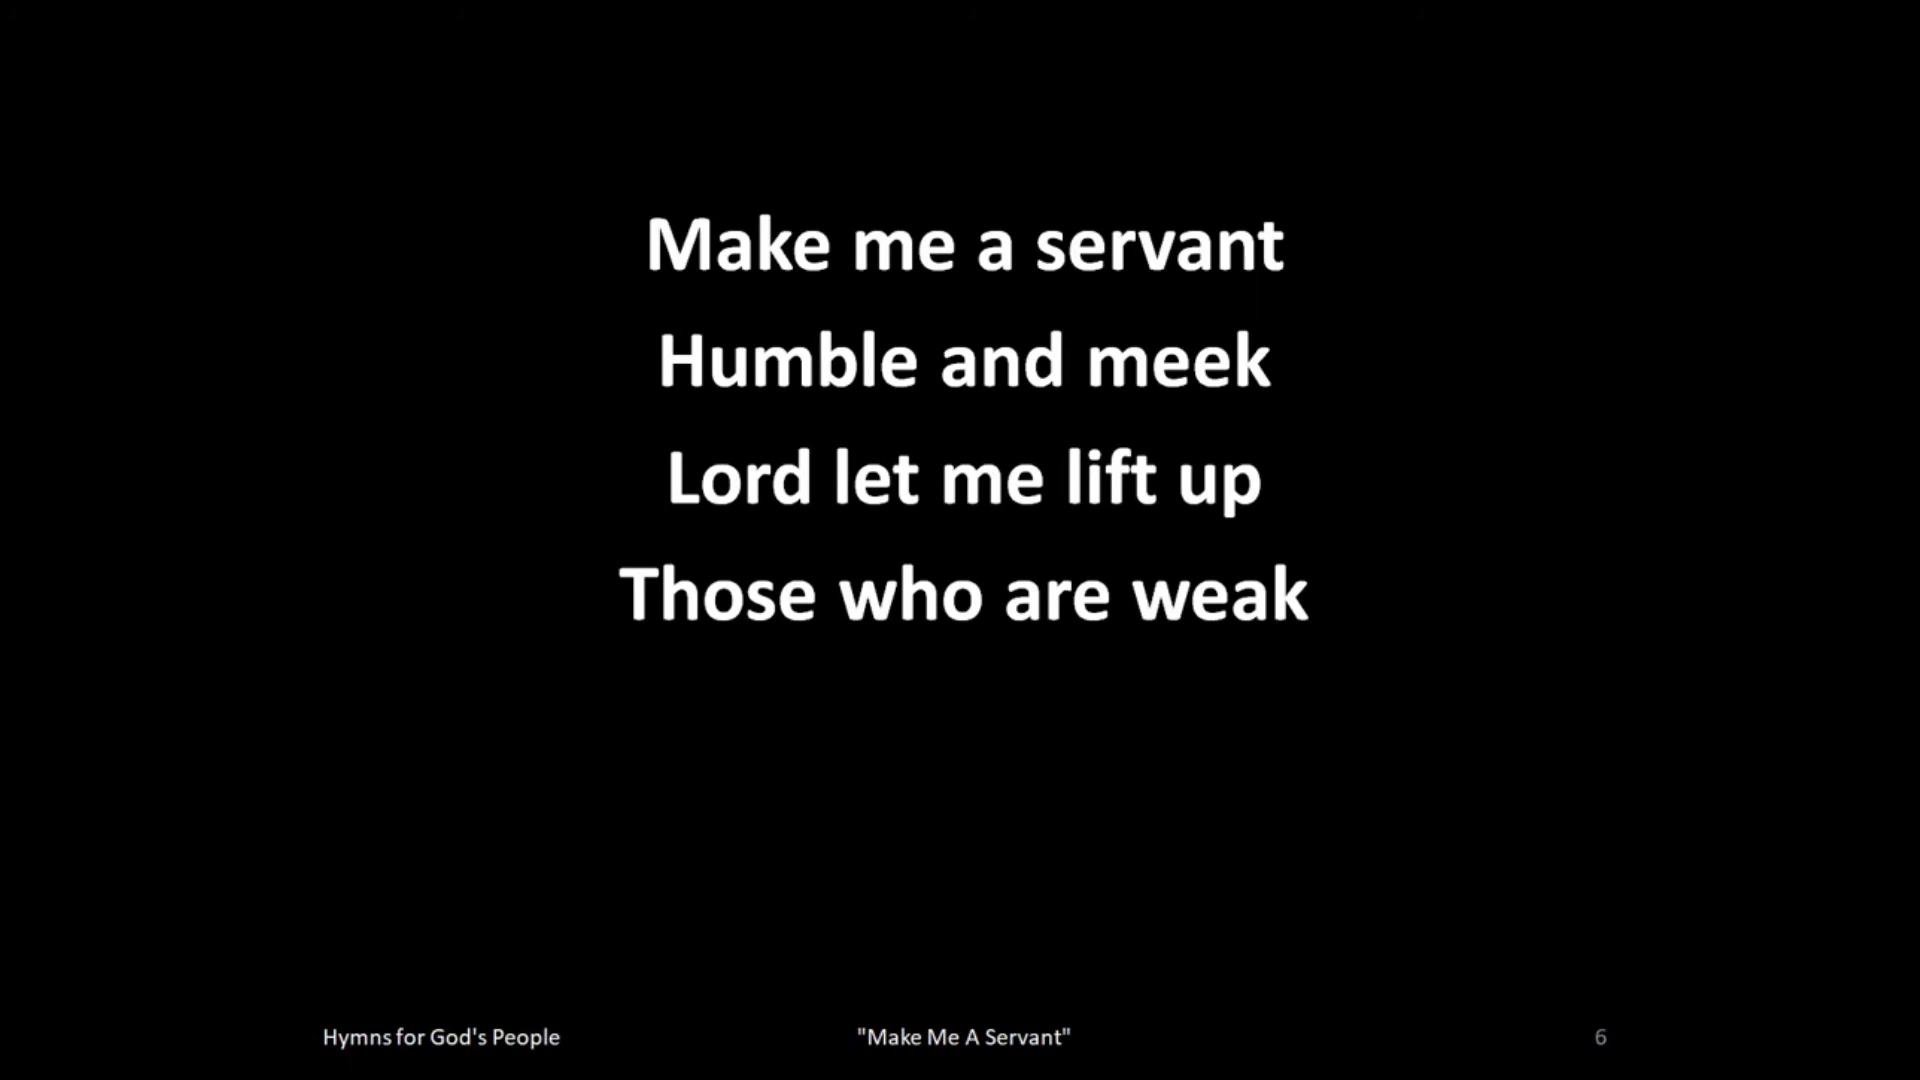 Make me a servant
Humble and meek
Lord let me lift up
Those who are weak
Hymns for God's People
"Make Me A Servant"
6